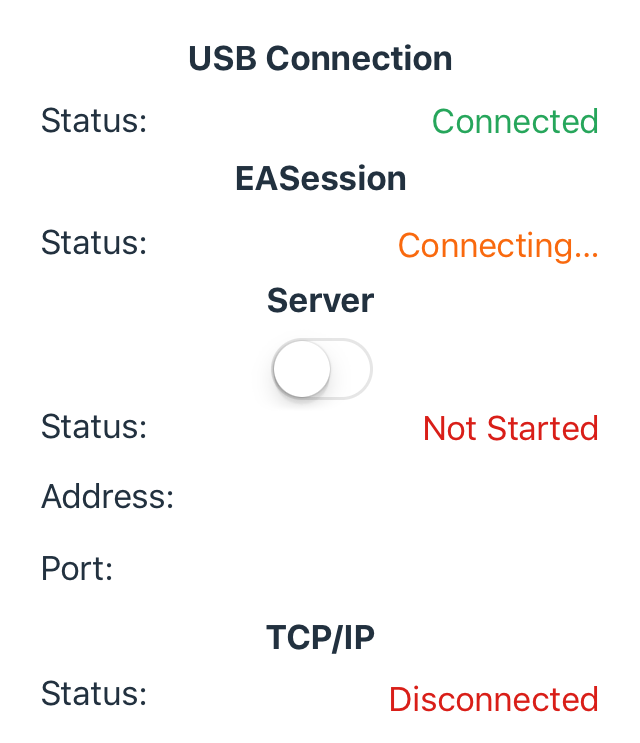 USB Connection
Status: Connected
EASession
Status: Connecting...
Server
Status: Not Started
Address:
Port:
TCP/IP
Status: Disconnected